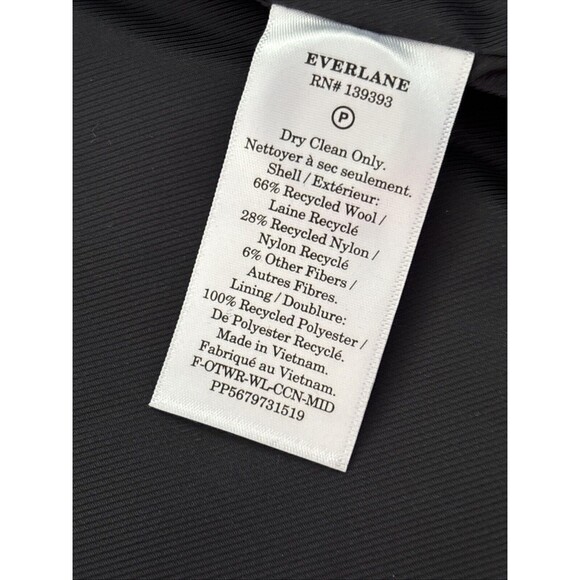 EVERLANE
RN# 139393
P
Dry Clean Only.
Nettoyer à sec seulement.
Shell / Extérieur:
66% Recycled Wool /
Laine Recyclé
28% Recycled Nylon /
Nylon Recyclé
6% Other Fibers /
Autres Fibres.
Lining / Doublure:
100% Recycled Polyester /
De Polyester Recyclé.
Made in Vietnam.
Fabriqué au Vietnam.
F-OTWR-WL-CCN-MID
PP5679731519